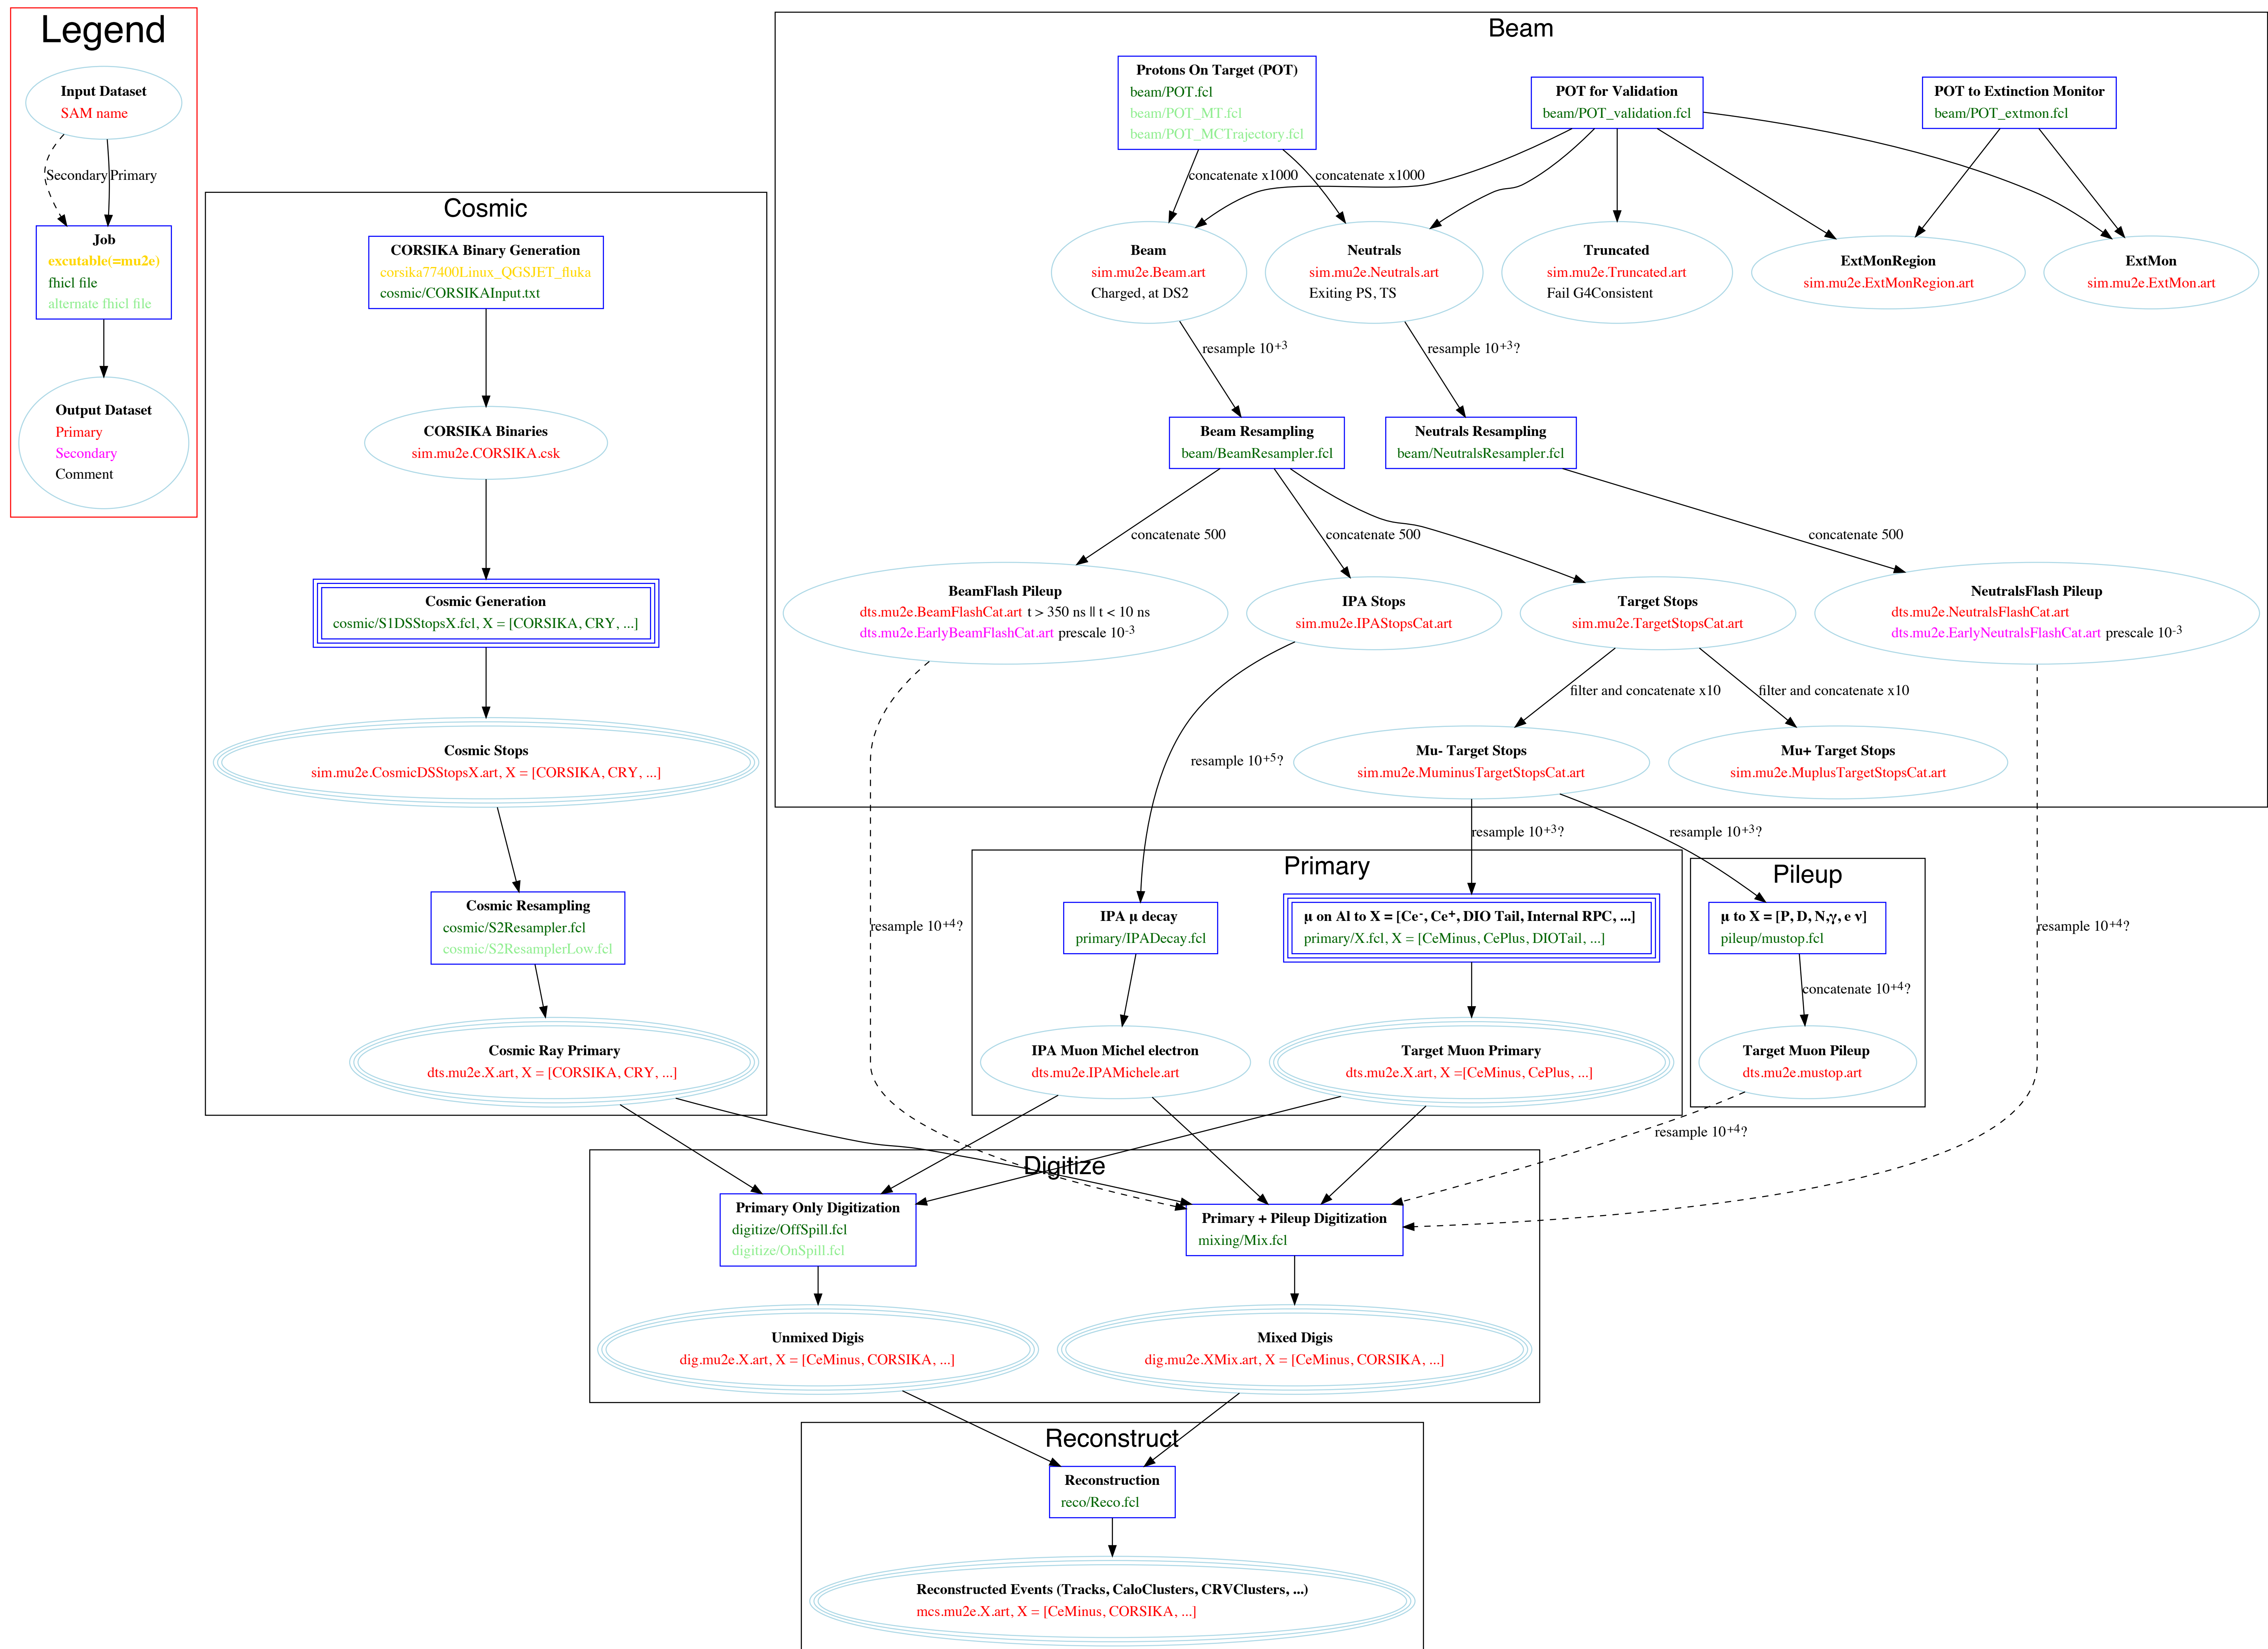 Legend
Input Dataset
SAM name
Secondary
Primary
Job
excutable(=mu2e)
fhicl file
alternate fhicl file
Output Dataset
Primary
Secondary
Comment
Cosmic
CORSIKA Binary Generation
corsika77400Linux_QGSJET_fluka
cosmic/CORSIKAInput.txt
CORSIKA Binaries
sim.mu2e.CORSIKA.csk
Cosmic Generation
cosmic/S1DSStopsX.fcl, X = [CORSIKA, CRY, ...]
Cosmic Stops
sim.mu2e.CosmicDSStopsX.art, X = [CORSIKA, CRY, ...]
Cosmic Resampling
cosmic/S2Resampler.fcl
cosmic/S2ResamplerLow.fcl
Cosmic Ray Primary
dts.mu2e.X.art, X = [CORSIKA, CRY, ...]
Beam
Protons On Target (POT)
beam/POT.fcl
beam/POT_MT.fcl
beam/POT_MCTrajectory.fcl
POT for Validation
beam/POT_validation.fcl
POT to Extinction Monitor
beam/POT_extmon.fcl
concatenate x1000
concatenate x1000
Beam
sim.mu2e.Beam.art
Charged, at DS2
Neutrals
sim.mu2e.Neutrals.art
Exiting PS, TS
Truncated
sim.mu2e.Truncated.art
Fail G4Consistent
ExtMonRegion
sim.mu2e.ExtMonRegion.art
ExtMon
sim.mu2e.ExtMon.art
resample 10+3
resample 10+3?
Beam Resampling
beam/BeamResampler.fcl
Neutrals Resampling
beam/NeutralsResampler.fcl
concatenate 500
concatenate 500
concatenate 500
BeamFlash Pileup
dts.mu2e.BeamFlashCat.art t > 350 ns || t < 10 ns
dts.mu2e.EarlyBeamFlashCat.art prescale 10-3
IPA Stops
sim.mu2e.IPAStopsCat.art
Target Stops
sim.mu2e.TargetStopsCat.art
NeutralsFlash Pileup
dts.mu2e.NeutralsFlashCat.art
dts.mu2e.EarlyNeutralsFlashCat.art prescale 10-3
filter and concatenate x10
filter and concatenate x10
resample 10+5?
Mu- Target Stops
sim.mu2e.MuminusTargetStopsCat.art
Mu+ Target Stops
sim.mu2e.MuplusTargetStopsCat.art
resample 10+3?
resample 10+3?
resample 10+4?
resample 10+4?
Primary
IPA μ decay
primary/IPADecay.fcl
μ on Al to X = [Ce-, Ce+, DIO Tail, Internal RPC, ...]
primary/X.fcl, X = [CeMinus, CePlus, DIOTail, ...]
IPA Muon Michel electron
dts.mu2e.IPAMichele.art
Target Muon Primary
dts.mu2e.X.art, X =[CeMinus, CePlus, ...]
Pileup
μ to X = [P, D, N,γ, e ν]
pileup/mustop.fcl
concatenate 10+4?
Target Muon Pileup
dts.mu2e.mustop.art
resample 10+4?
Digitize
Primary Only Digitization
digitize/OffSpill.fcl
digitize/OnSpill.fcl
Primary + Pileup Digitization
mixing/Mix.fcl
Unmixed Digis
dig.mu2e.X.art, X = [CeMinus, CORSIKA, ...]
Mixed Digis
dig.mu2e.XMix.art, X = [CeMinus, CORSIKA, ...]
Reconstruct
Reconstruction
reco/Reco.fcl
Reconstructed Events (Tracks, CaloClusters, CRVClusters, ...)
mcs.mu2e.X.art, X = [CeMinus, CORSIKA, ...]